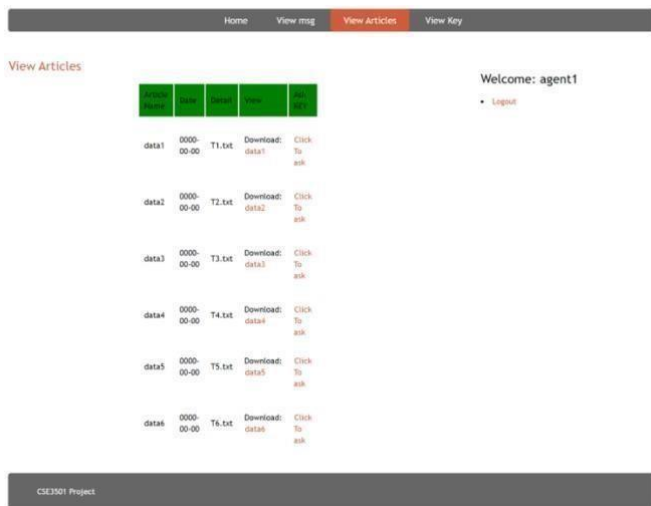 Home View msg View Articles View Key
View Articles
Welcome: agent1
• Logout
Article Name Date Detail View Ask KEY
data1 0000-00-00 T1.txt Download: data1 Click To ask
data2 0000-00-00 T2.txt Download: data2 Click To ask
data3 0000-00-00 T3.txt Download: data3 Click To ask
data4 0000-00-00 T4.txt Download: data4 Click To ask
data5 0000-00-00 T5.txt Download: data5 Click To ask
data6 0000-00-00 T6.txt Download: data6 Click To ask
CSE3501 Project